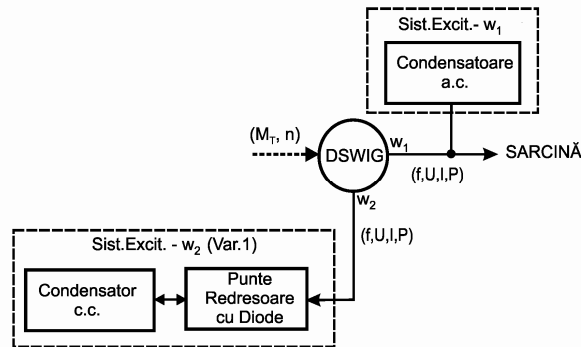 Sist.Excit.- w₁
Condensatoare
a.c.
(Mₜ, n)
DSWIG
w₁
SARCINĂ
(f,U,I,P)
w₂
(f,U,I,P)
Sist.Excit. - w₂ (Var.1)
Condensator
c.c.
Punte
Redresoare
cu Diode